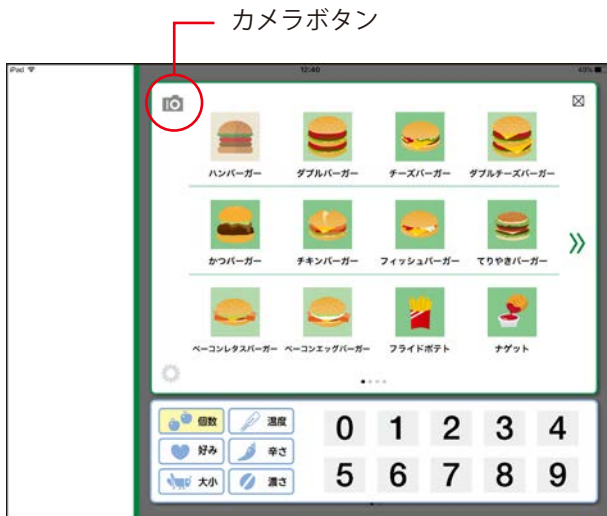 カメラボタン
iPad 12:40 49%
ハンバーガー ダブルバーガー チーズバーガー ダブルチーズバーガー
かつバーガー チキンバーガー フィッシュバーガー てりやきバーガー
ベーコンレタスバーガー ベーコンエッグバーガー フライドポテト ナゲット
個数 温度 0 1 2 3 4
好み 辛さ
大小 濃さ 5 6 7 8 9